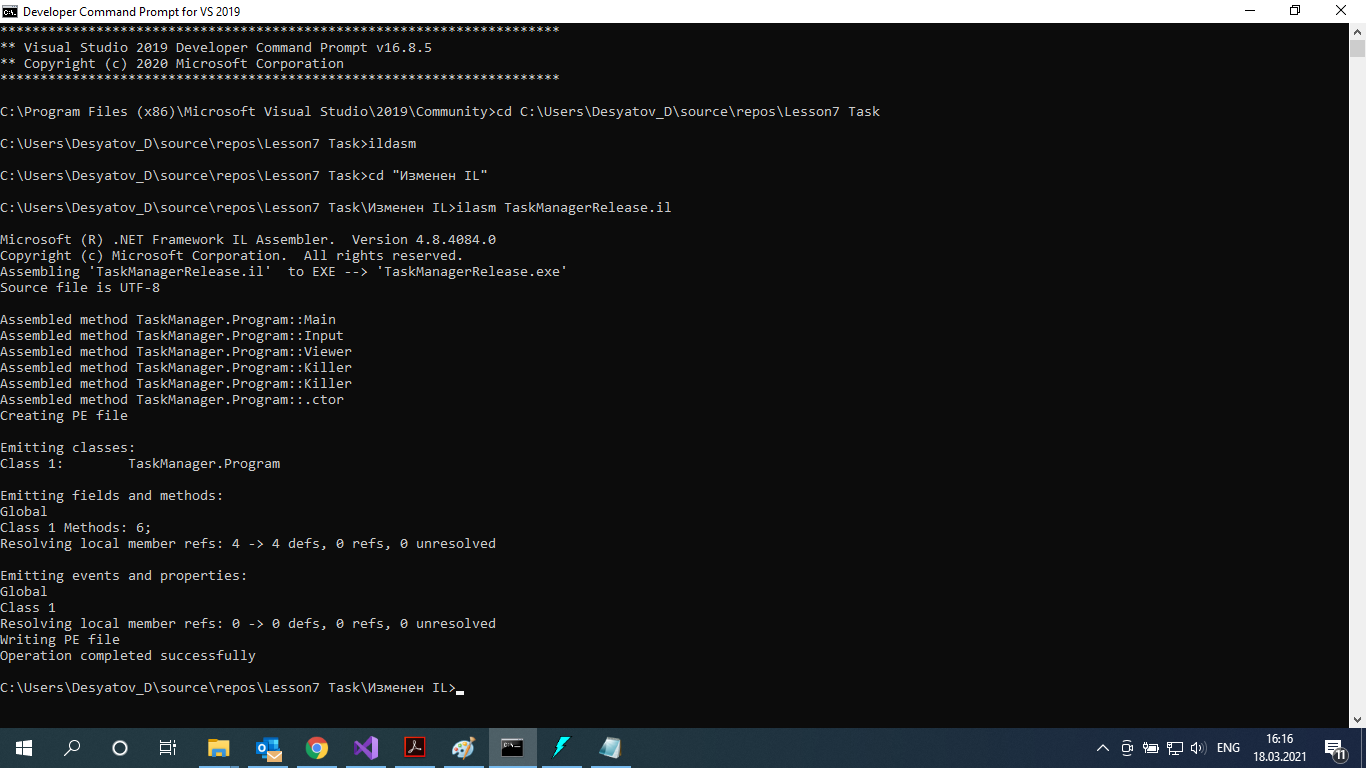 Developer Command Prompt for VS 2019
**********************************************************************
** Visual Studio 2019 Developer Command Prompt v16.8.5
** Copyright (c) 2020 Microsoft Corporation
**********************************************************************
C:\Program Files (x86)\Microsoft Visual Studio\2019\Community>cd C:\Users\Desyatov_D\source\repos\Lesson7 Task
C:\Users\Desyatov_D\source\repos\Lesson7 Task>ildasm
C:\Users\Desyatov_D\source\repos\Lesson7 Task>cd "Изменен IL"
C:\Users\Desyatov_D\source\repos\Lesson7 Task\Изменен IL>ilasm TaskManagerRelease.il
Microsoft (R) .NET Framework IL Assembler.  Version 4.8.4084.0
Copyright (c) Microsoft Corporation.  All rights reserved.
Assembling 'TaskManagerRelease.il'  to EXE --> 'TaskManagerRelease.exe'
Source file is UTF-8
Assembled method TaskManager.Program::Main
Assembled method TaskManager.Program::Input
Assembled method TaskManager.Program::Viewer
Assembled method TaskManager.Program::Killer
Assembled method TaskManager.Program::Killer
Assembled method TaskManager.Program::.ctor
Creating PE file
Emitting classes:
Class 1:        TaskManager.Program
Emitting fields and methods:
Global
Class 1 Methods: 6;
Resolving local member refs: 4 -> 4 defs, 0 refs, 0 unresolved
Emitting events and properties:
Global
Class 1
Resolving local member refs: 0 -> 0 defs, 0 refs, 0 unresolved
Writing PE file
Operation completed successfully
C:\Users\Desyatov_D\source\repos\Lesson7 Task\Изменен IL>
ENG
16:16
18.03.2021
11